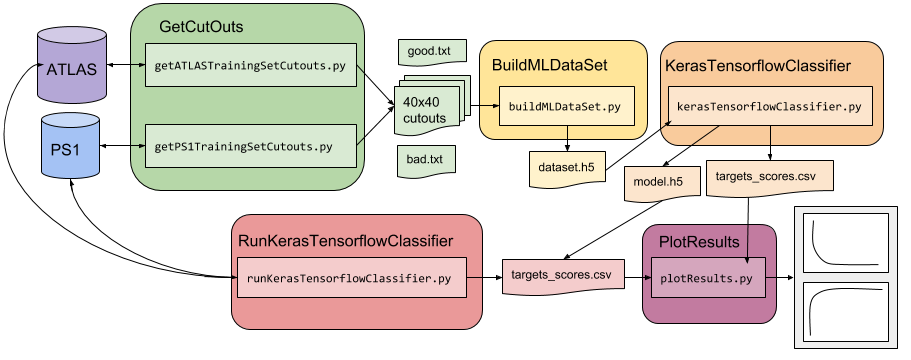 GetCutOuts
ATLAS
getATLASTrainingSetCutouts.py
PS1
getPS1TrainingSetCutouts.py
good.txt
40x40
cutouts
bad.txt
BuildMLDataSet
buildMLDataSet.py
dataset.h5
KerasTensorflowClassifier
kerasTensorflowClassifier.py
model.h5
targets_scores.csv
RunKerasTensorflowClassifier
runKerasTensorflowClassifier.py
targets_scores.csv
PlotResults
plotResults.py